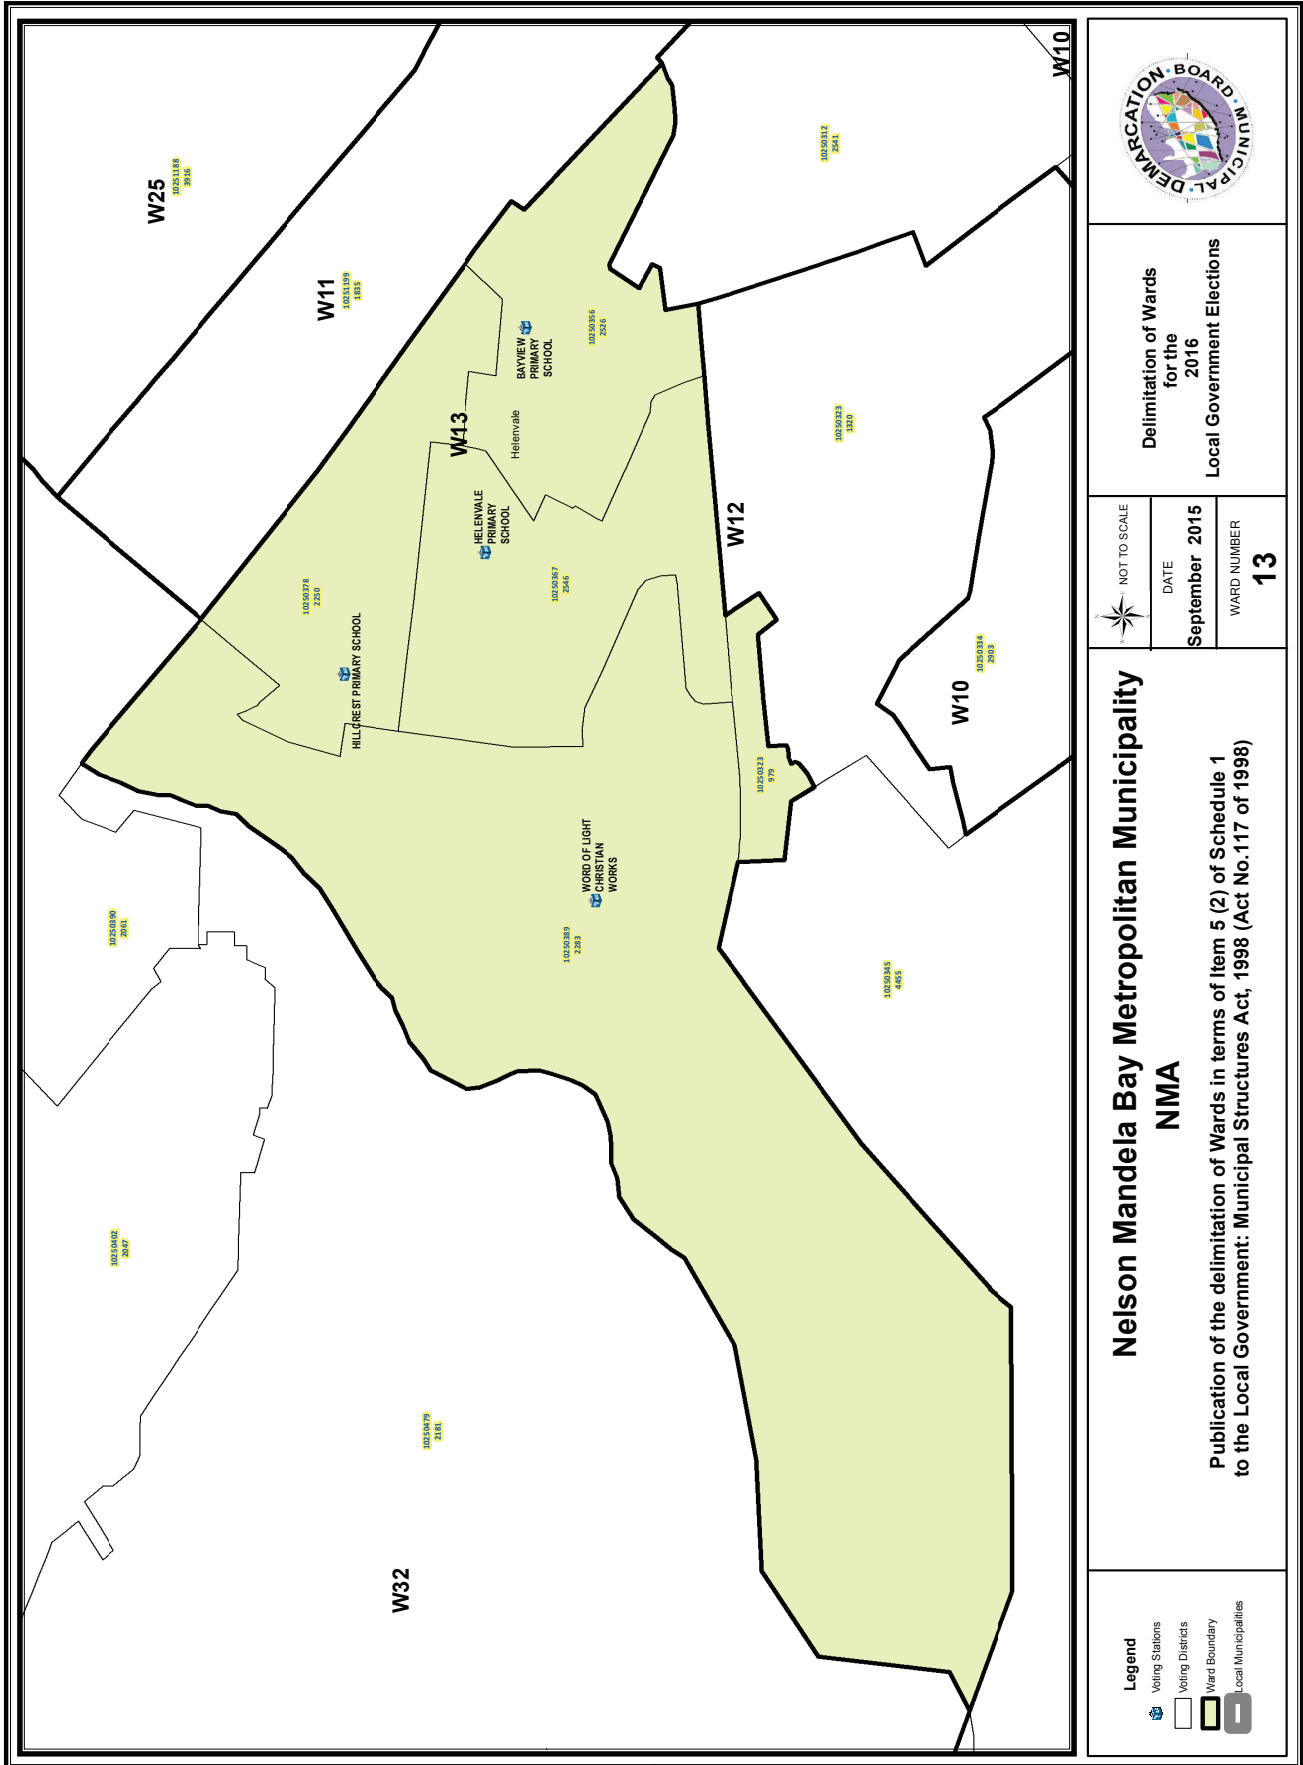 W25
10251188
3916
W11
10251199
1835
W10
10250312
2541
W13
BAYVIEW
PRIMARY
SCHOOL
10250356
2526
Helenvale
HELENVALE
PRIMARY
SCHOOL
10250367
2546
10250378
2250
HILLCREST PRIMARY SCHOOL
W12
10250323
1320
10250334
2903
W10
10250323
979
WORD OF LIGHT
CHRISTIAN
WORKS
10250389
2283
10250390
2061
10250345
4455
10250402
2047
10250479
2181
W32
Legend
Voting Stations
Voting Districts
Ward Boundary
Local Municipalities
Nelson Mandela Bay Metropolitan Municipality
NMA
Publication of the delimitation of Wards in terms of Item 5 (2) of Schedule 1
to the Local Government: Municipal Structures Act, 1998 (Act No.117 of 1998)
N
W
E
S
NOT TO SCALE
DATE
September 2015
WARD NUMBER
13
Delimitation of Wards
for the
2016
Local Government Elections
MUNICIPAL • DEMARCATION • BOARD •